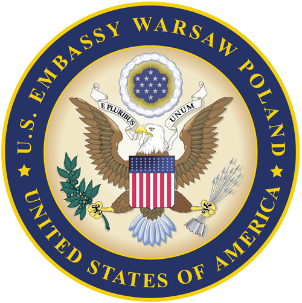 U.S. EMBASSY WARSAW POLAND
E PLURIBUS UNUM
UNITED STATES OF AMERICA